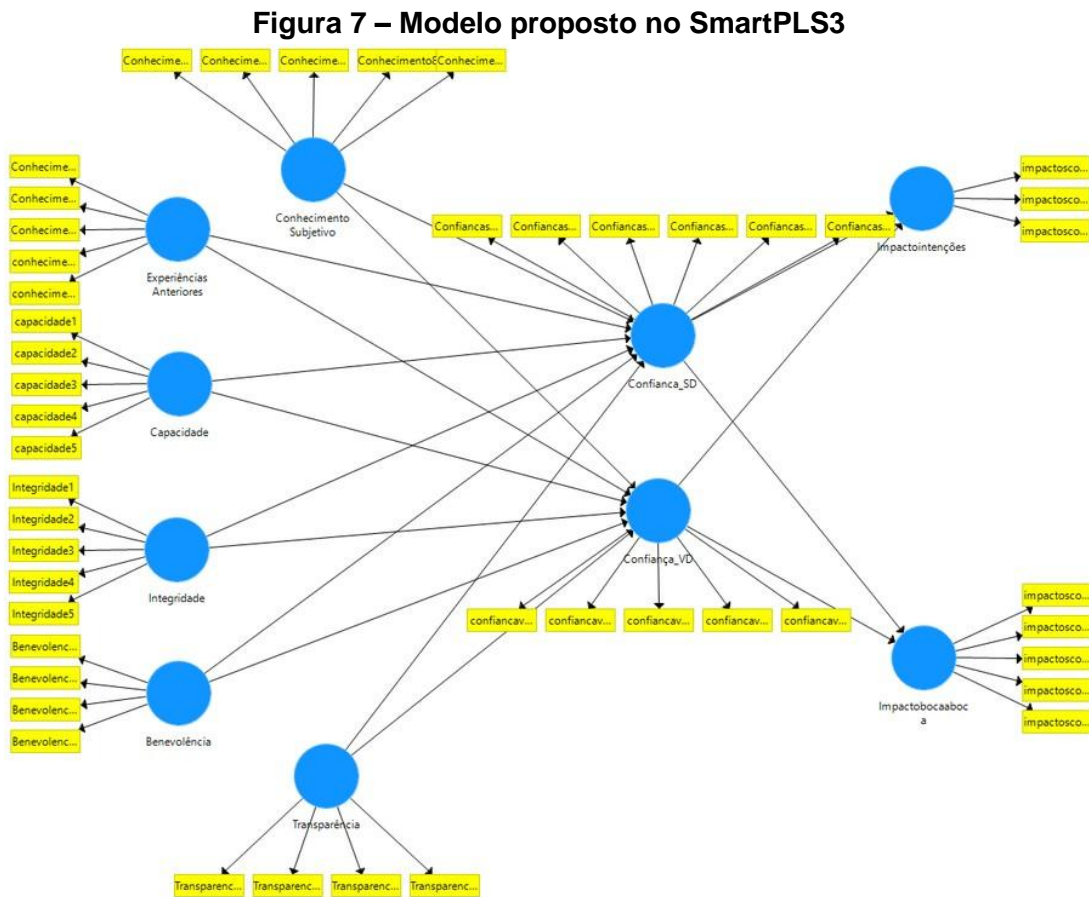 Figura 7 – Modelo proposto no SmartPLS3
Conhecime...
Conhecime...
Conhecime...
Conhecimento8
Conhecime...
Conhecimento
Subjetivo
Conhecime...
Conhecime...
Conhecime...
conhecime...
conhecime...
Experiências
Anteriores
Confiancas...
Confiancas...
Confiancas...
Confiancas...
Confiancas...
Confiancas...
Impactointenções
impactosco...
impactosco...
impactosco...
capacidade1
capacidade2
capacidade3
capacidade4
capacidade5
Capacidade
Confianca_SD
Integridade1
Integridade2
Integridade3
Integridade4
Integridade5
Integridade
Confiança_VD
confiancav...
confiancav...
confiancav...
confiancav...
confiancav...
Benevolenc...
Benevolenc...
Benevolenc...
Benevolenc...
Benevolência
Impactobocaaboc
a
impactosco...
impactosco...
impactosco...
impactosco...
impactosco...
Transparência
Transparenc...
Transparenc...
Transparenc...
Transparenc...